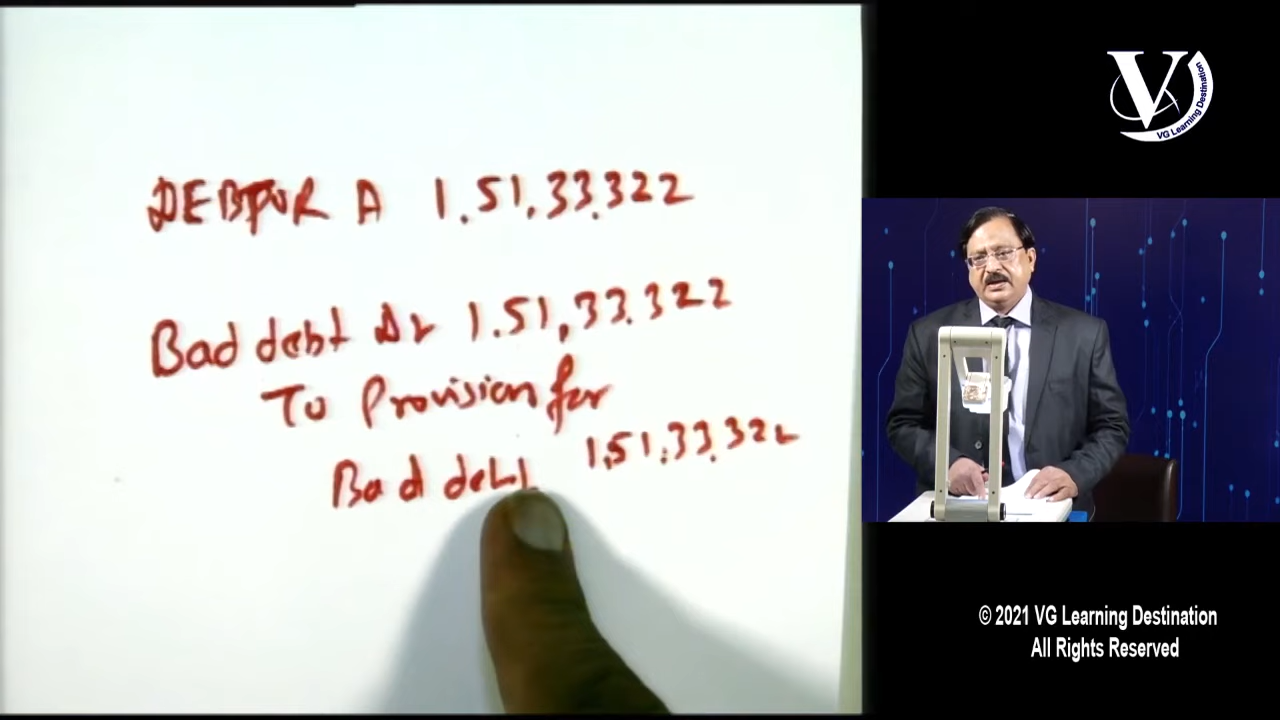 DEBTOR A 1.51.33.322
Bad debt Dr 1.51.33.322
To Provision for
Bad debt 1.51.33.322
V
VG Learning Destination
© 2021 VG Learning Destination
All Rights Reserved